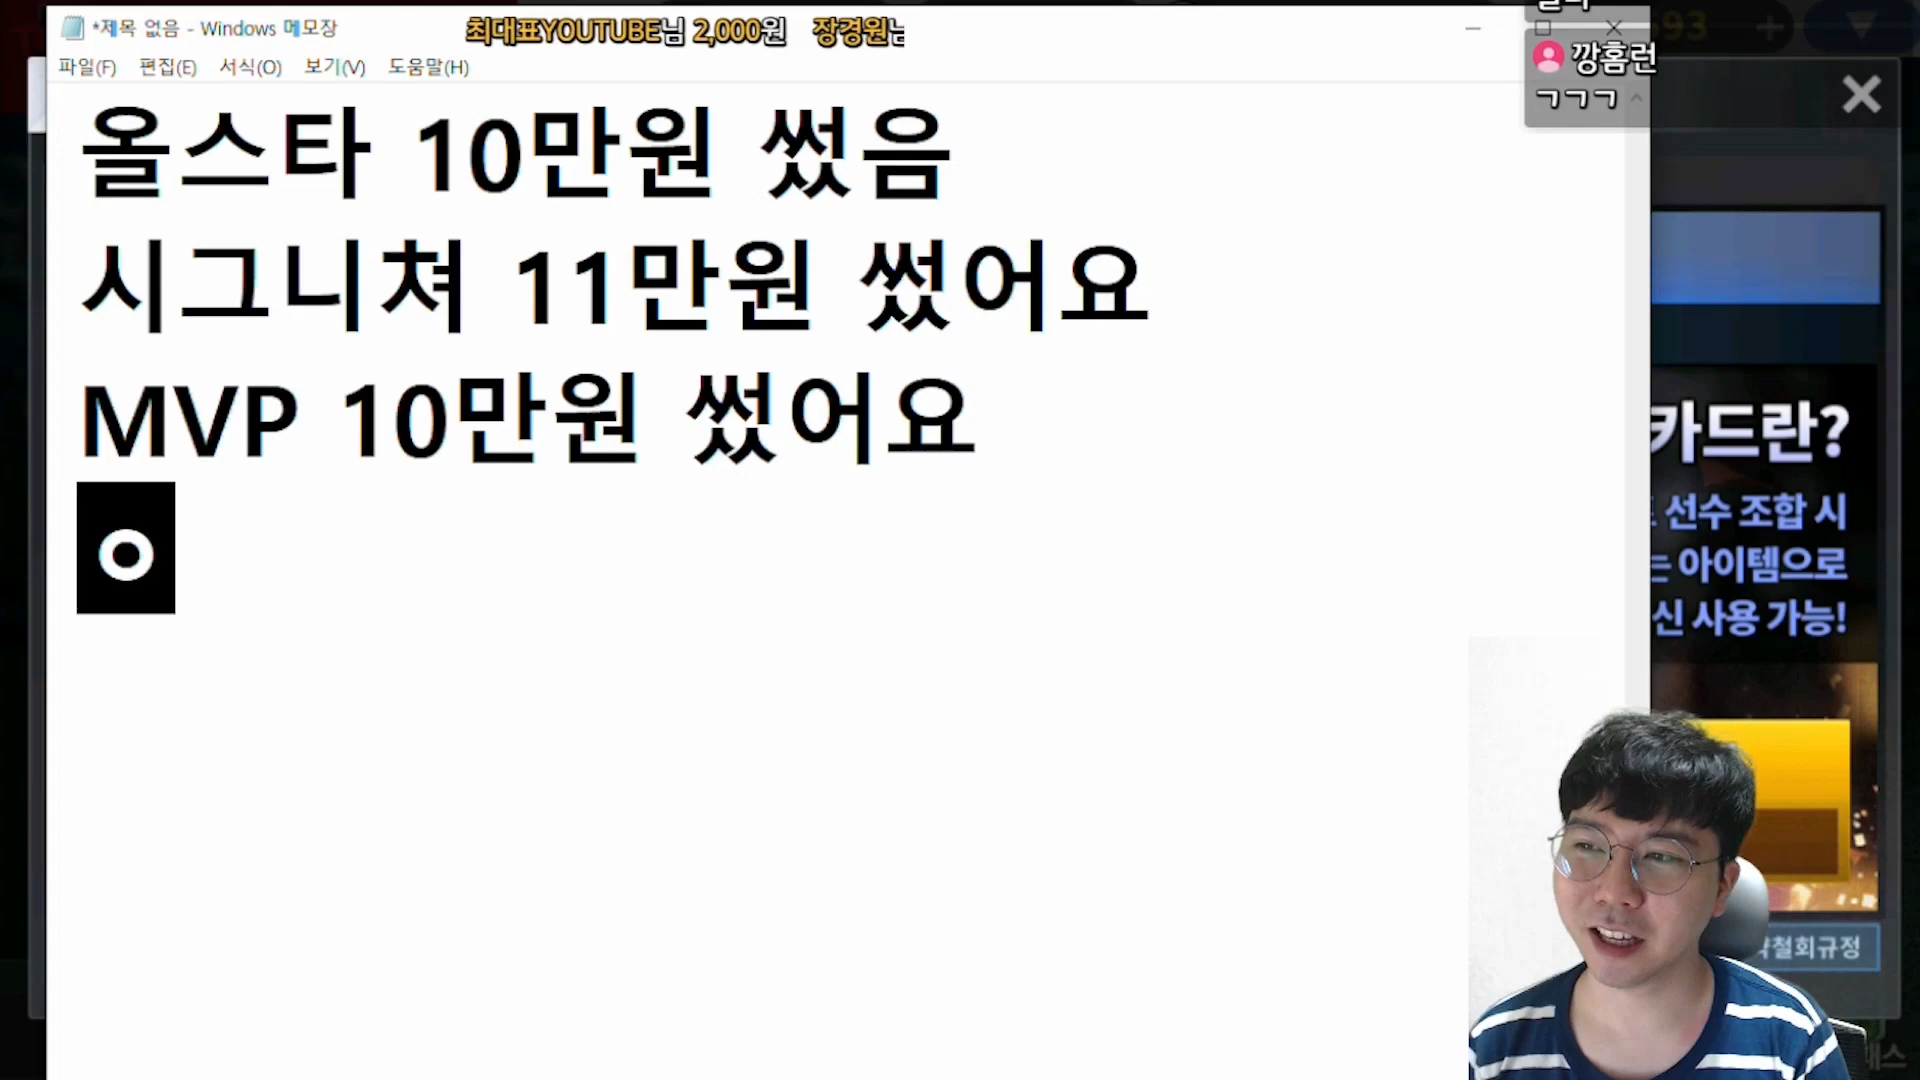 *제목 없음 - Windows 메모장
최대표YOUTUBE님 2,000원 장경원님
593
파일(F) 편집(E) 서식(O) 보기(V) 도움말(H)
깡홈런
ㄱㄱㄱ
올스타 10만원 썼음
시그니쳐 11만원 썼어요
MVP 10만원 썼어요
ㅇ
카드란?
선수 조합 시
는 아이템으로
신 사용 가능!
약철회규정